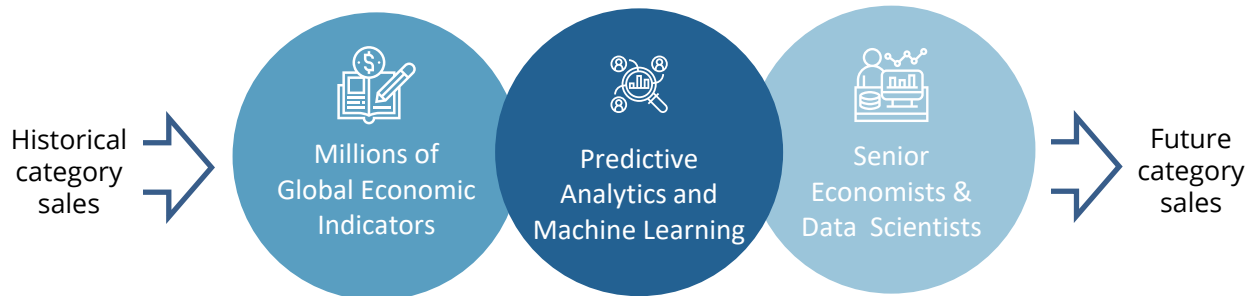 Historical
category
sales
$
Millions of
Global Economic
Indicators
Predictive
Analytics and
Machine Learning
Senior
Economists &
Data  Scientists
Future
category
sales